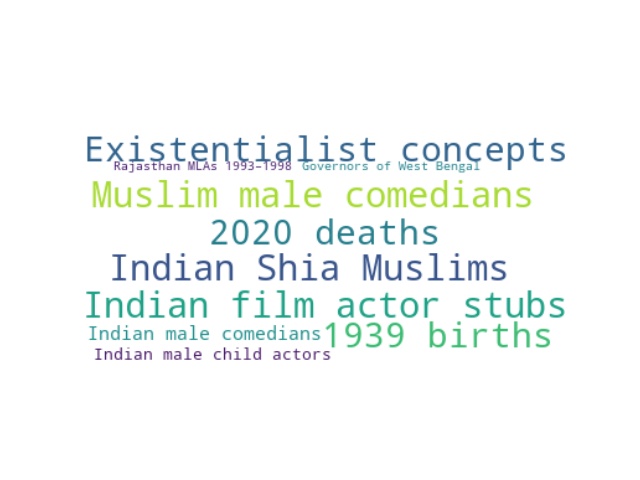 Existentialist concepts
Rajasthan MLAs 1993–1998 Governors of West Bengal
Muslim male comedians
2020 deaths
Indian Shia Muslims
Indian film actor stubs
Indian male comedians 1939 births
Indian male child actors